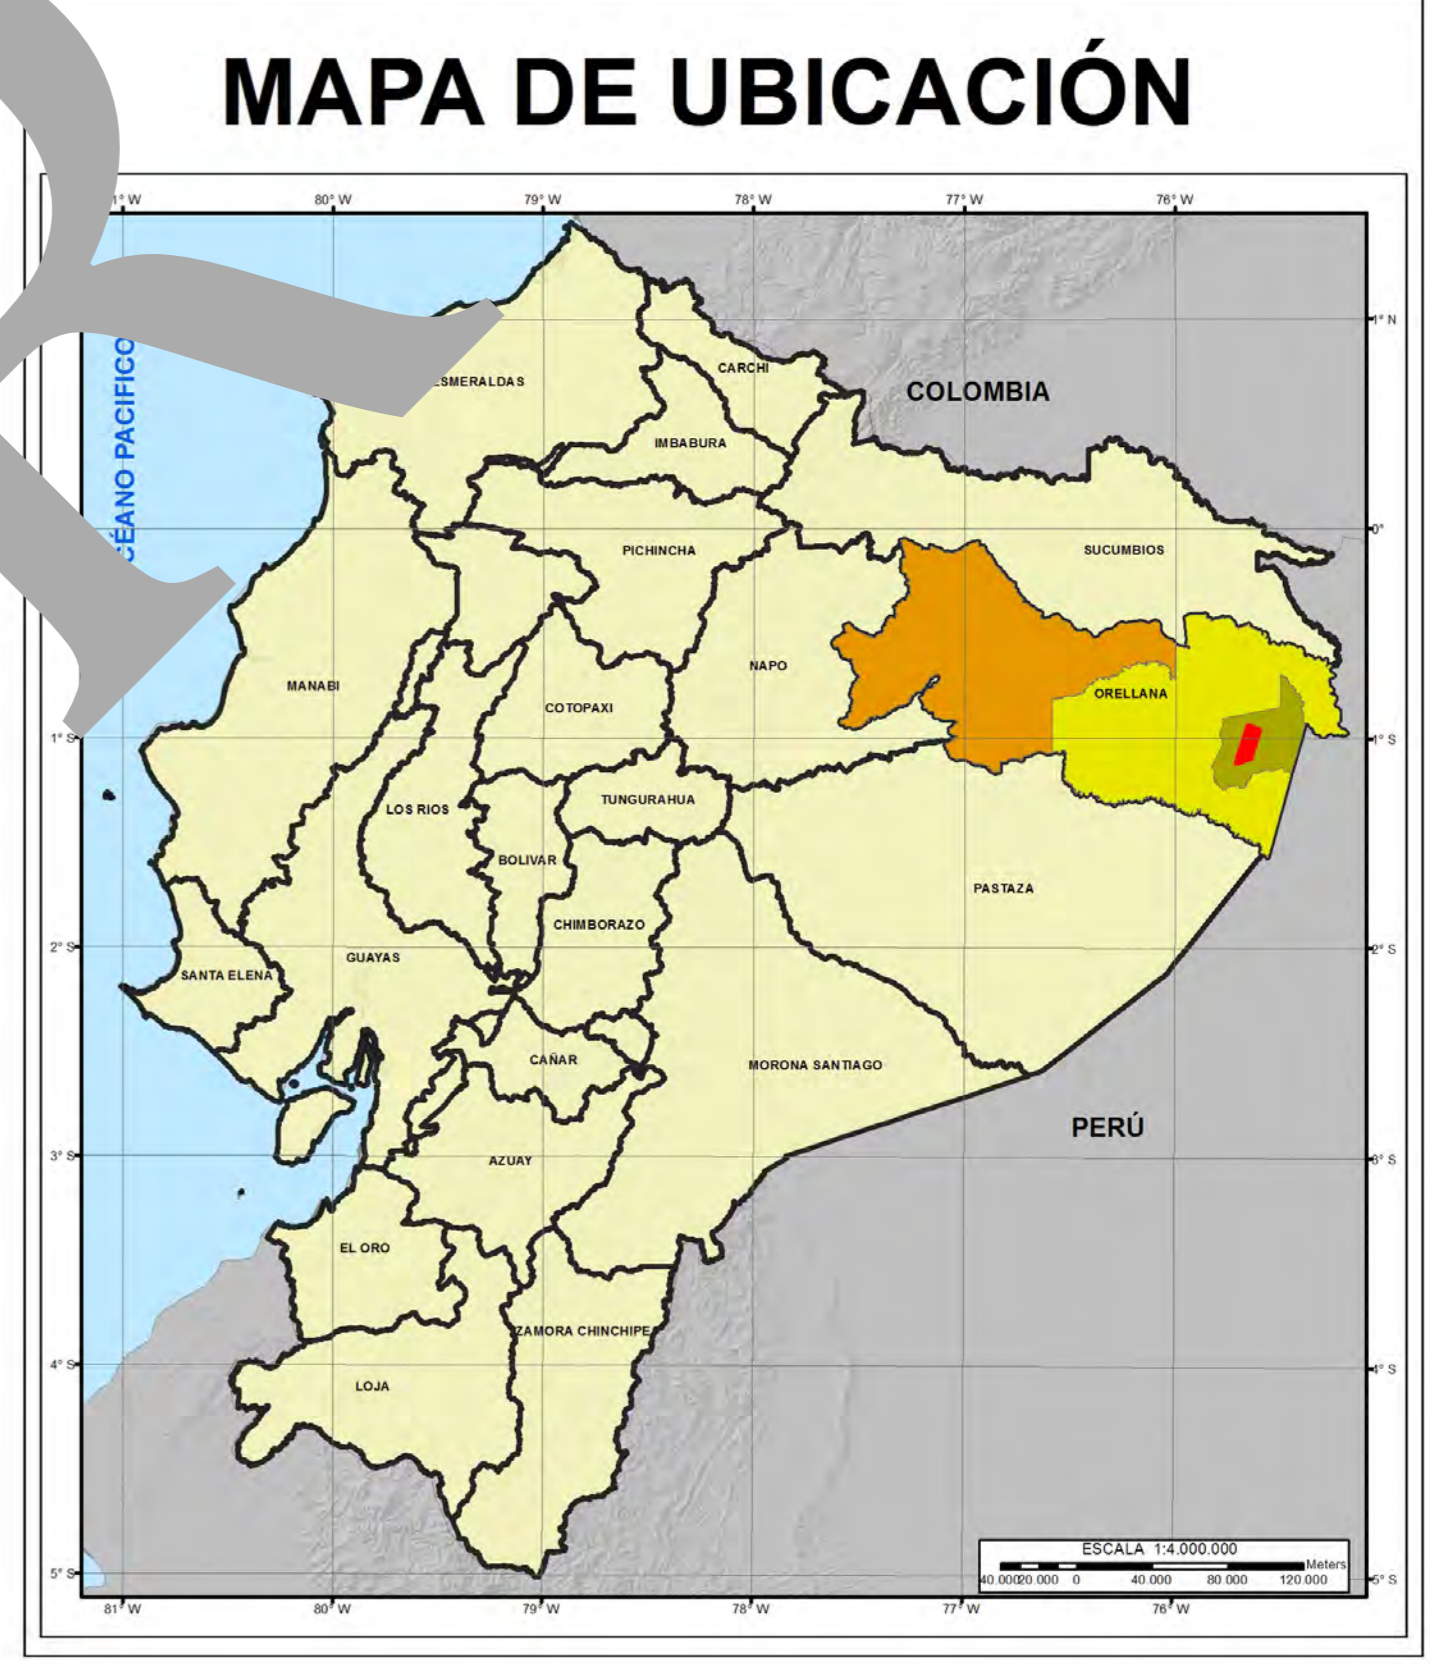 MAPA DE UBICACIÓN
1° W 80° W 79° W 78° W 77° W 76° W
1° N
CARCHI
COLOMBIA
SMERALDAS
IMBABURA
CÉANO PACIFICO
0°
PICHINCHA
SUCUMBIOS
NAPO
MANABI
ORELLANA
COTOPAXI
1° S
1° S
TUNGURAHUA
LOS RIOS
BOLIVAR
PASTAZA
CHIMBORAZO
2° S
2° S
GUAYAS
SANTA ELENA
CAÑAR
MORONA SANTIAGO
PERÚ
3° S
3° S
AZUAY
EL ORO
ZAMORA CHINCHIPE
4° S
4° S
LOJA
ESCALA 1:4.000.000
Meters
40.000 20.000 0 40.000 80.000 120.000
5° S
5° S
81° W 80° W 79° W 78° W 77° W 76° W